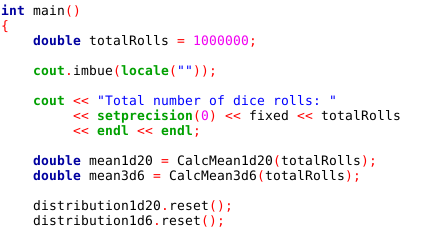 int main()
{
    double totalRolls = 1000000;
    cout.imbue(locale(""));
    cout << "Total number of dice rolls: "
         << setprecision(0) << fixed << totalRolls
         << endl << endl;
    double mean1d20 = CalcMean1d20(totalRolls);
    double mean3d6 = CalcMean3d6(totalRolls);
    distribution1d20.reset();
    distribution1d6.reset();